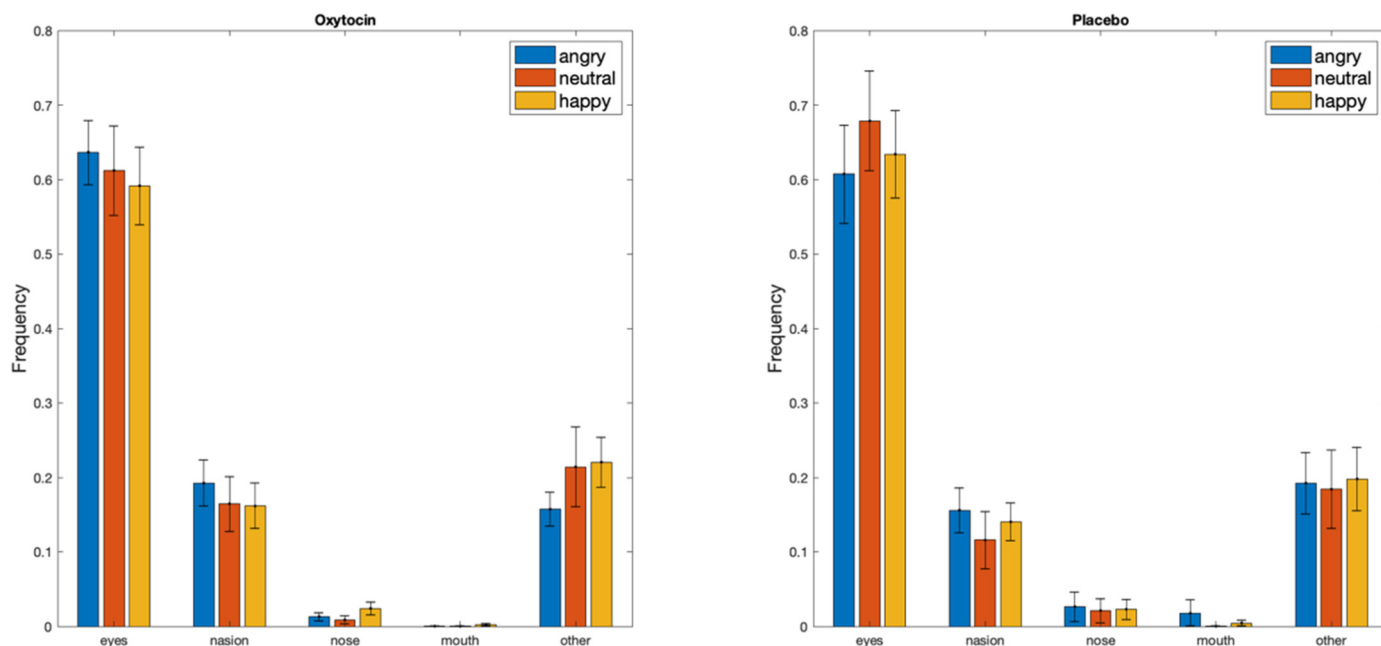 Oxytocin
0.8
0.7
0.6
0.5
0.4
0.3
0.2
0.1
0
Frequency
angry
neutral
happy
eyes nasion nose mouth other
Placebo
0.8
0.7
0.6
0.5
0.4
0.3
0.2
0.1
0
Frequency
angry
neutral
happy
eyes nasion nose mouth other